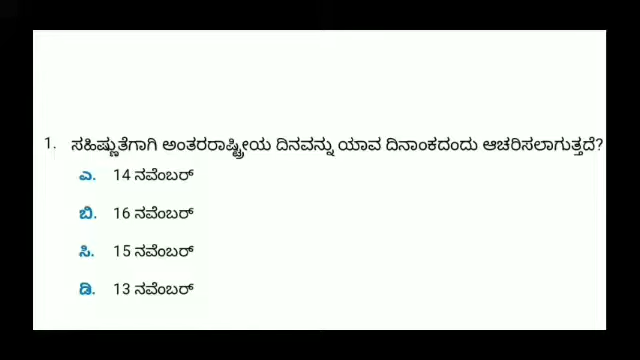 1. ಸಹಿಷ್ಣುತೆಗಾಗಿ ಅಂತರರಾಷ್ಟ್ರೀಯ ದಿನವನ್ನು ಯಾವ ದಿನಾಂಕದಂದು ಆಚರಿಸಲಾಗುತ್ತದೆ?
ಎ. 14 ನವೆಂಬರ್
ಬಿ. 16 ನವೆಂಬರ್
ಸಿ. 15 ನವೆಂಬರ್
ಡಿ. 13 ನವೆಂಬರ್